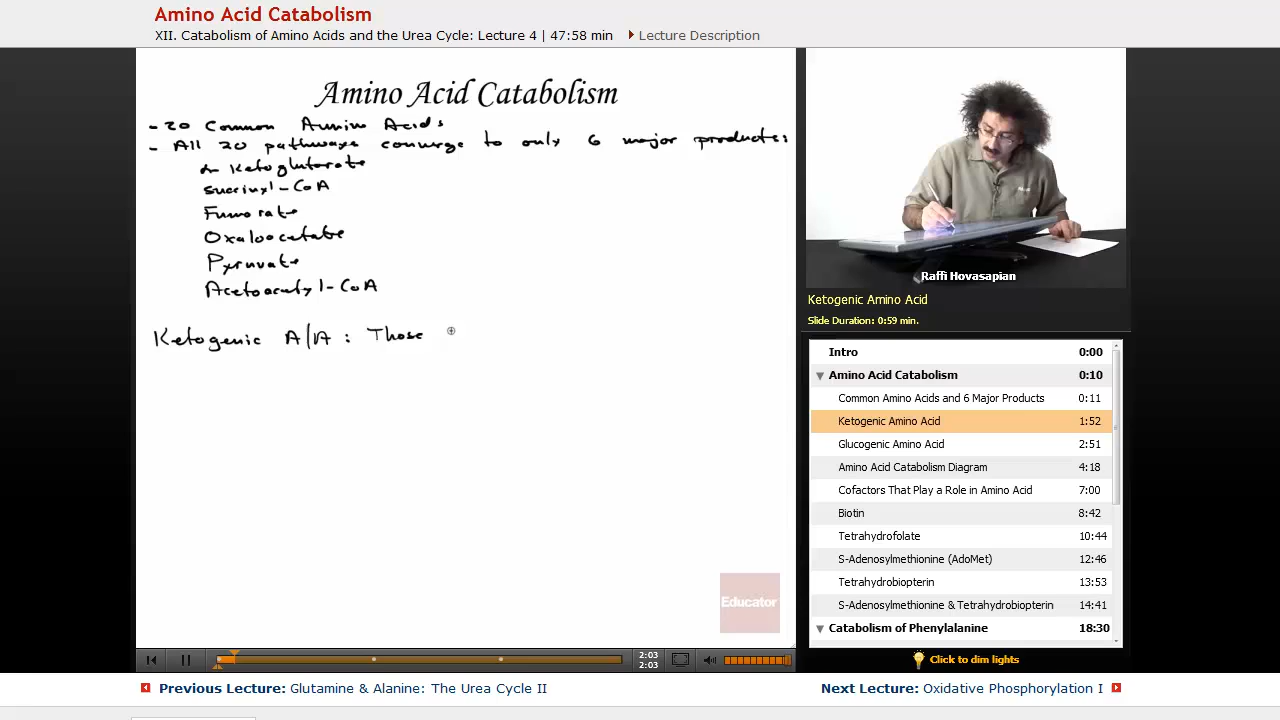 Amino Acid Catabolism
XII. Catabolism of Amino Acids and the Urea Cycle: Lecture 4 | 47:58 min
Lecture Description
Amino Acid Catabolism
- 20 Common Amino Acids
- All 20 pathways converge to only 6 major products:
α-Ketoglutarate
Succinyl-CoA
Fumarate
Oxaloacetate
Pyruvate
Acetoacetyl-CoA
Ketogenic A/A : Those
Educator
2:03
2:03
Raffi Hovasapian
Ketogenic Amino Acid
Slide Duration: 0:59 min.
Intro 0:00
Amino Acid Catabolism 0:10
Common Amino Acids and 6 Major Products 0:11
Ketogenic Amino Acid 1:52
Glucogenic Amino Acid 2:51
Amino Acid Catabolism Diagram 4:18
Cofactors That Play a Role in Amino Acid 7:00
Biotin 8:42
Tetrahydrofolate 10:44
S-Adenosylmethionine (AdoMet) 12:46
Tetrahydrobiopterin 13:53
S-Adenosylmethionine & Tetrahydrobiopterin 14:41
Catabolism of Phenylalanine 18:30
Click to dim lights
Previous Lecture: Glutamine & Alanine: The Urea Cycle II
Next Lecture: Oxidative Phosphorylation I